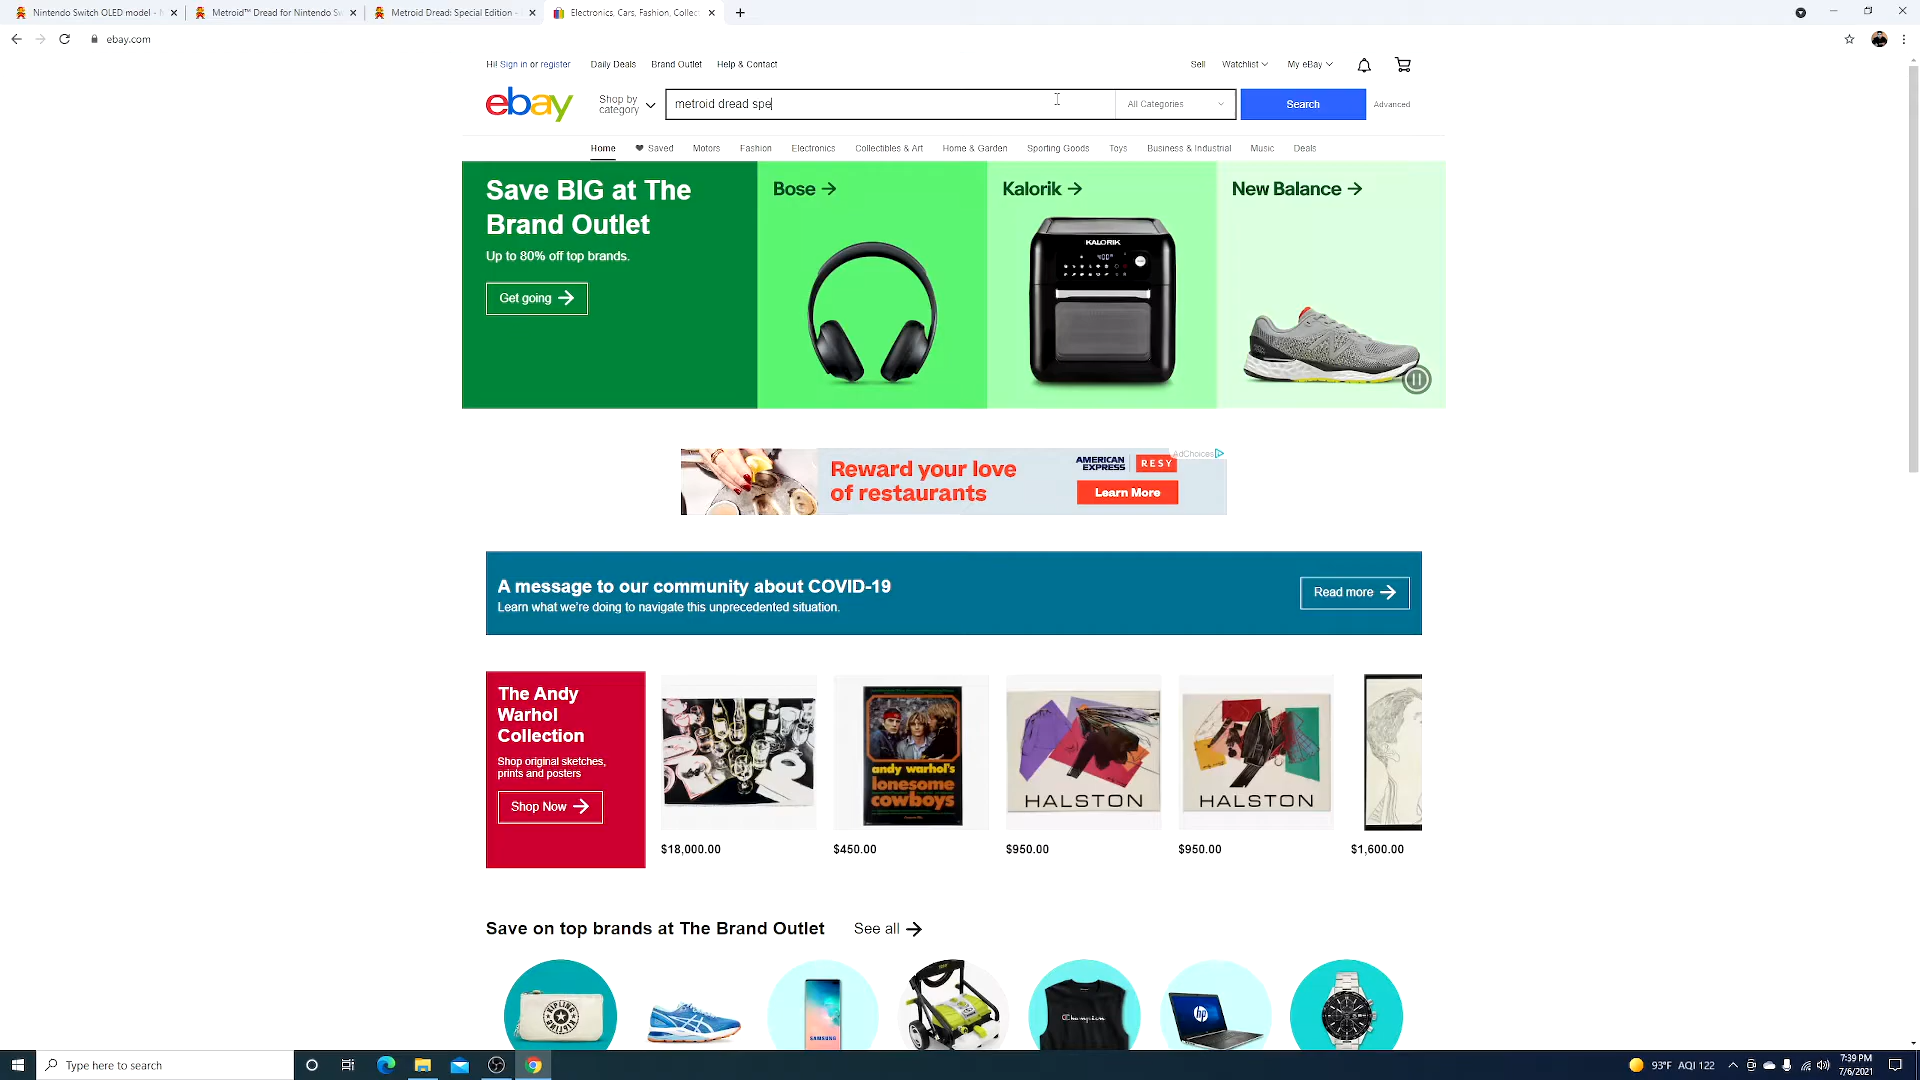 Nintendo Switch OLED model -
Metroid™ Dread for Nintendo Sw
Metroid Dread: Special Edition -
Electronics, Cars, Fashion, Collec
ebay.com
Hi! Sign in or register
Daily Deals
Brand Outlet
Help & Contact
Sell
Watchlist
My eBay
ebay
Shop by
category
metroid dread spe
All Categories
Search
Advanced
Home
Saved
Motors
Fashion
Electronics
Collectibles & Art
Home & Garden
Sporting Goods
Toys
Business & Industrial
Music
Deals
Save BIG at The
Brand Outlet
Up to 80% off top brands.
Get going
Bose
Kalorik
New Balance
KALORIK
400°
Reward your love
of restaurants
AMERICAN
EXPRESS
RESY
AdChoices
Learn More
A message to our community about COVID-19
Learn what we're doing to navigate this unprecedented situation.
Read more
The Andy
Warhol
Collection
Shop original sketches,
prints and posters
Shop Now
andy warhol's
lonesome
cowboys
HALSTON
HALSTON
$18,000.00
$450.00
$950.00
$950.00
$1,600.00
Save on top brands at The Brand Outlet
See all
KIPLING
SAMSUNG
Champion
hp
Type here to search
93°F AQI 122
7:39 PM
7/6/2021